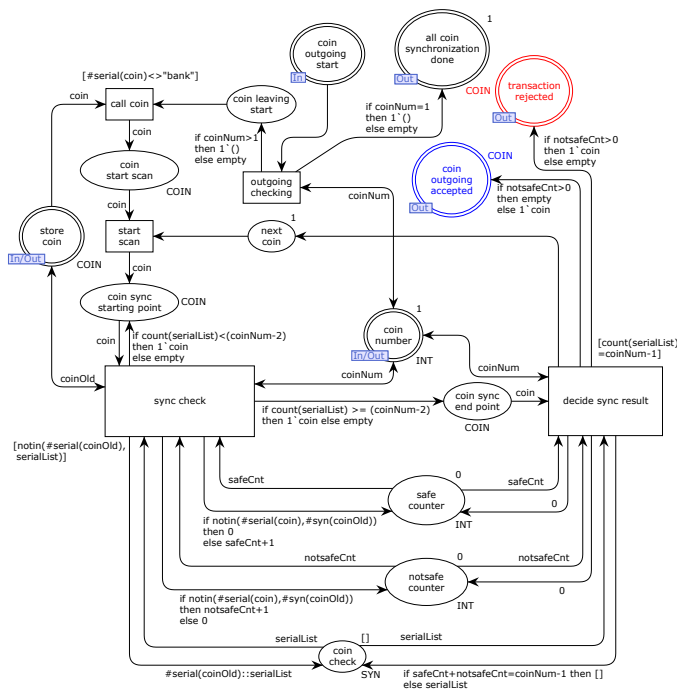 coin
outgoing
start
In
1
all coin
synchronization
done
Out
COIN
transaction
rejected
Out
[#serial(coin)<>"bank"]
coin
call coin
coin leaving
start
if coinNum=1
then 1`()
else empty
if notsafeCnt>0
then 1`coin
else empty
coin
if coinNum>1
then 1`()
else empty
coin
start scan
COIN
outgoing
checking
coinNum
COIN
coin
outgoing
accepted
Out
if notsafeCnt>0
then empty
else 1`coin
coin
store
coin
In/Out
COIN
start
scan
1
next
coin
coin
coin sync
starting point
COIN
1
coin
number
In/Out
INT
coin
if count(serialList)<(coinNum-2)
then 1`coin
else empty
[count(serialList)
=coinNum-1]
coinOld
coinNum
coinNum
sync check
coin sync
end point
COIN
coin
decide sync result
if count(serialList) >= (coinNum-2)
then 1`coin else empty
[notin(#serial(coinOld),
serialList)]
safeCnt
0
safe
counter
INT
safeCnt
0
if notin(#serial(coin),#syn(coinOld))
then 0
else safeCnt+1
notsafeCnt
0
notsafe
counter
INT
notsafeCnt
0
if notin(#serial(coin),#syn(coinOld))
then notsafeCnt+1
else 0
serialList
[]
serialList
coin
check
SYN
#serial(coinOld)::serialList
if safeCnt+notsafeCnt=coinNum-1 then []
else serialList